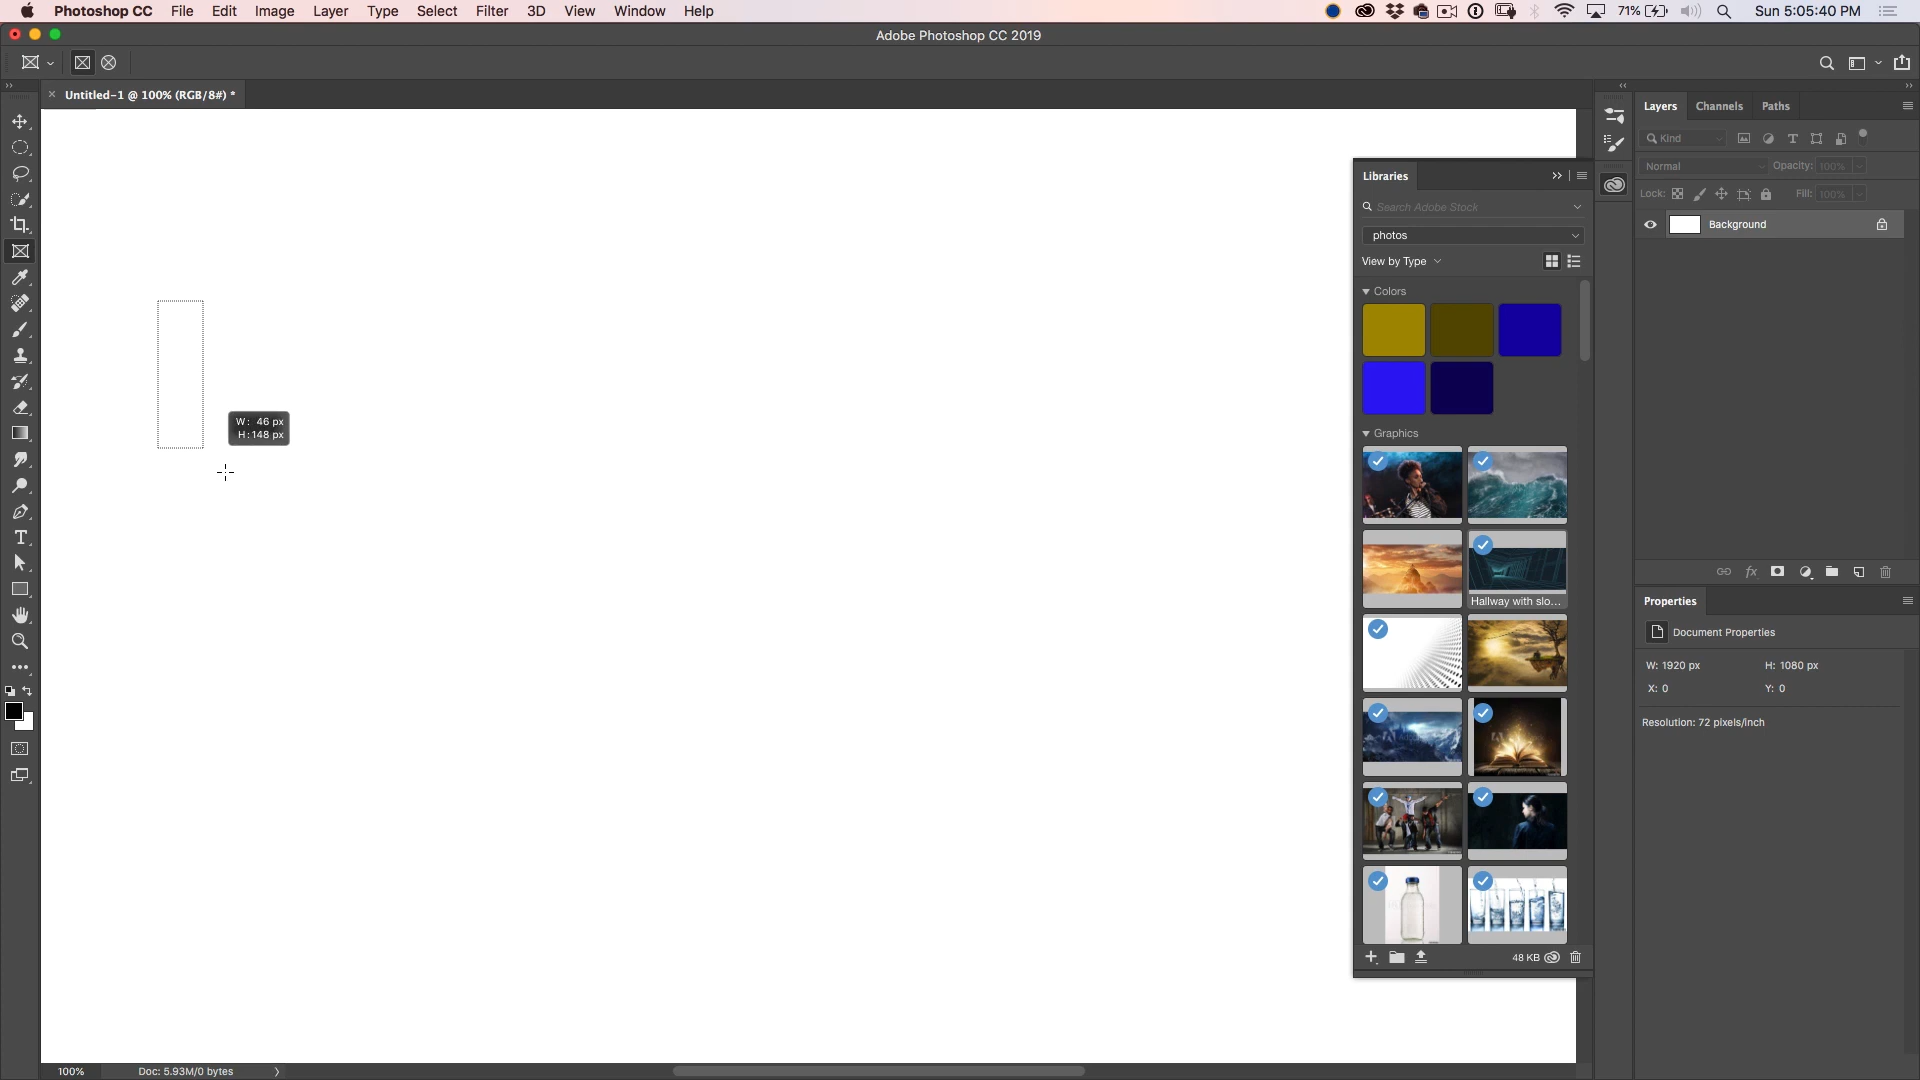 Photoshop CC File Edit Image Layer Type Select Filter 3D View Window Help 71% Sun 5:05:40 PM
Adobe Photoshop CC 2019
Untitled-1 @ 100% (RGB/8#) *
Layers Channels Paths
Kind
Normal Opacity: 100%
Lock: Fill: 100%
Background
Libraries
Search Adobe Stock
photos
View by Type
Colors
Graphics
Hallway with slo...
48 KB
W: 46 px
H: 148 px
Properties
Document Properties
W: 1920 px H: 1080 px
X: 0 Y: 0
Resolution: 72 pixels/inch
100% Doc: 5.93M/0 bytes